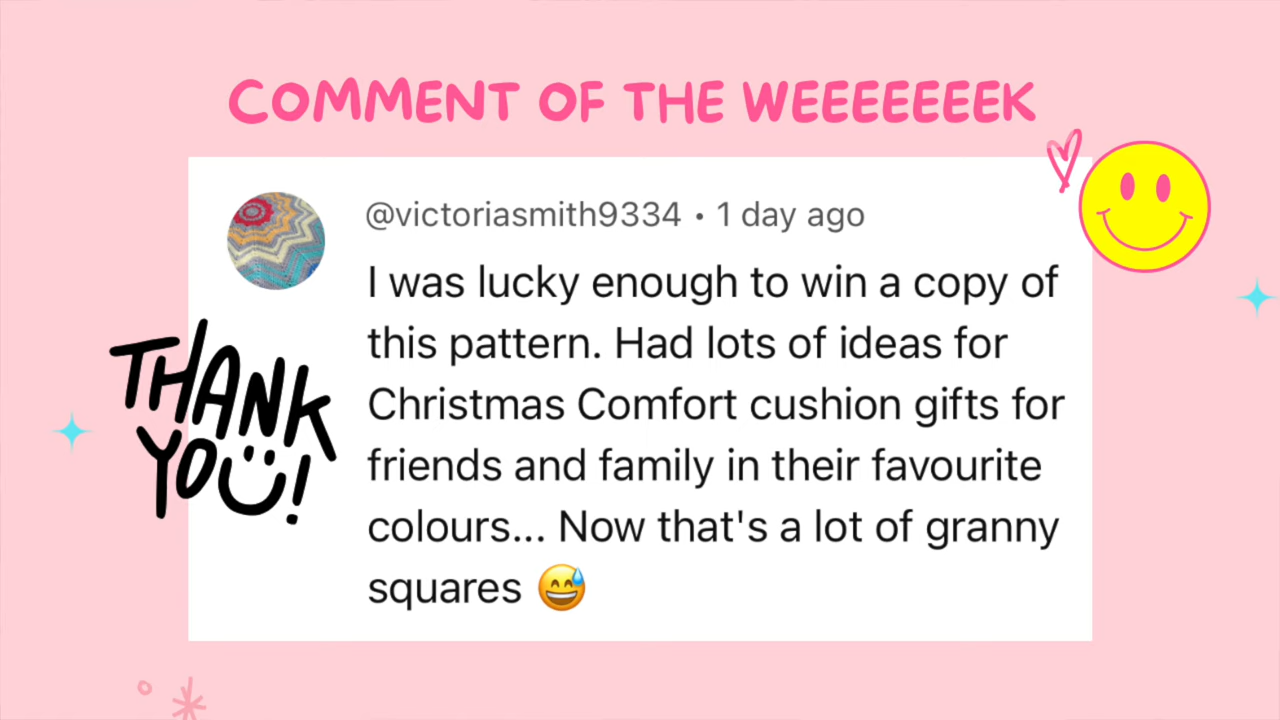 COMMENT OF THE WEEEEEEEK
@victoriasmith9334 • 1 day ago
I was lucky enough to win a copy of
this pattern. Had lots of ideas for
Christmas Comfort cushion gifts for
friends and family in their favourite
colours... Now that's a lot of granny
squares 😅
THANK
YOU!